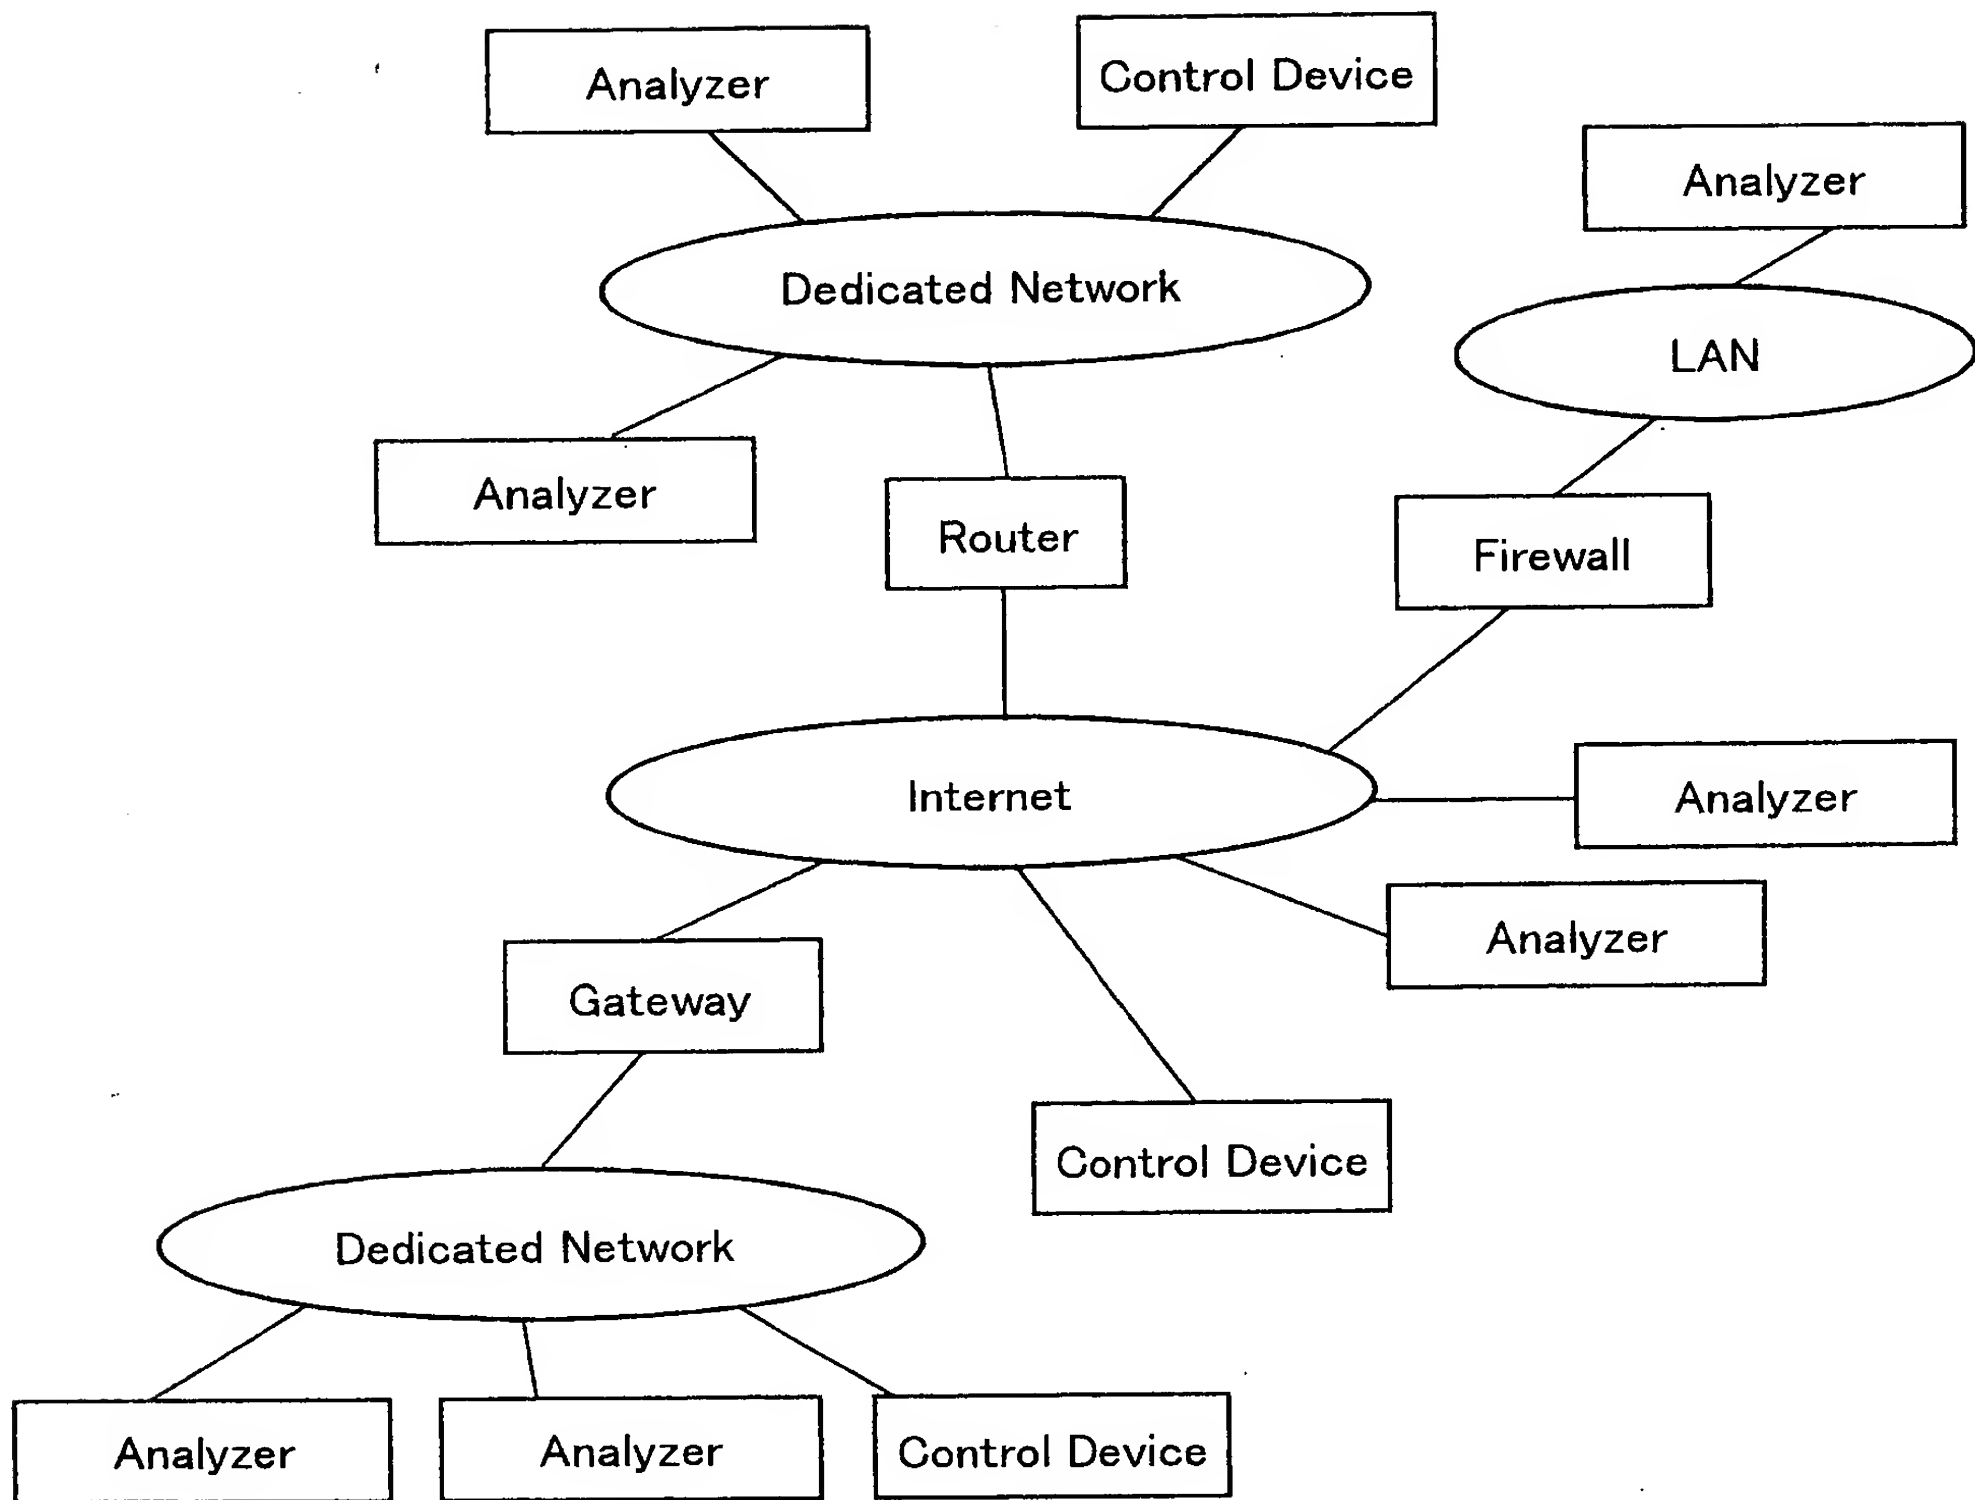 Analyzer
Control Device
Analyzer
Dedicated Network
LAN
Analyzer
Router
Firewall
Internet
Analyzer
Analyzer
Gateway
Control Device
Dedicated Network
Analyzer
Analyzer
Control Device